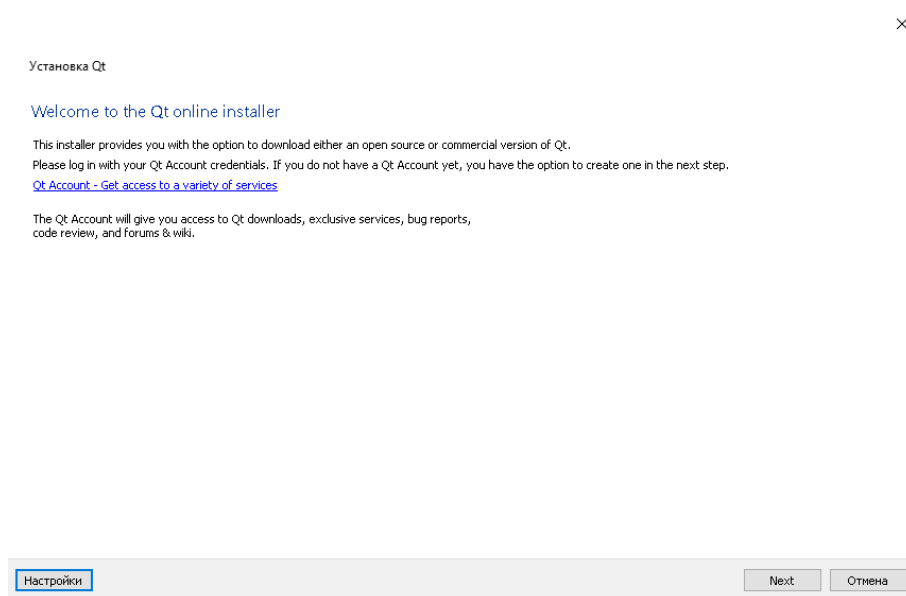 Установка Qt
Welcome to the Qt online installer
This installer provides you with the option to download either an open source or commercial version of Qt.
Please log in with your Qt Account credentials. If you do not have a Qt Account yet, you have the option to create one in the next step.
Qt Account - Get access to a variety of services
The Qt Account will give you access to Qt downloads, exclusive services, bug reports,
code review, and forums & wiki.
Настройки
Next
Отмена